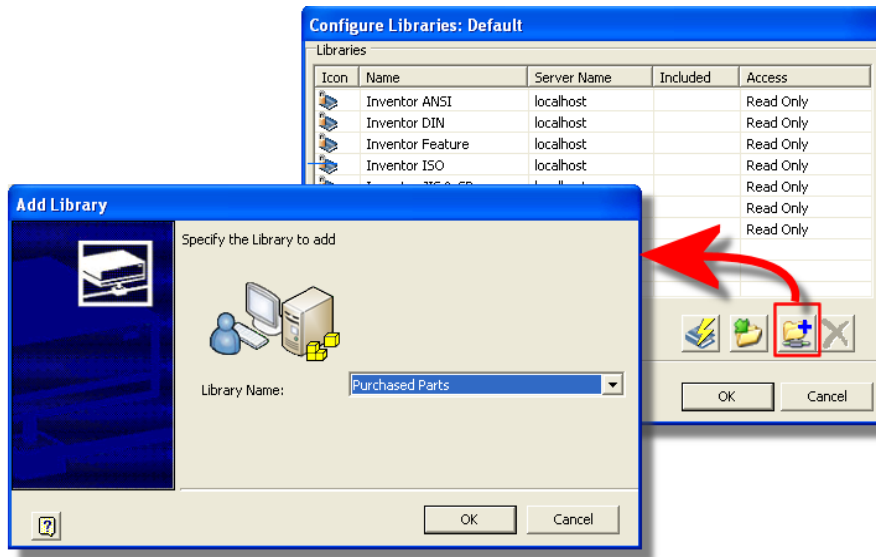 Configure Libraries: Default
Libraries
Icon Name Server Name Included Access
Inventor ANSI localhost Read Only
Inventor DIN localhost Read Only
Inventor Feature localhost Read Only
Inventor ISO localhost Read Only
Read Only
Read Only
Add Library
Specify the Library to add
Library Name: Purchased Parts
OK Cancel
OK Cancel